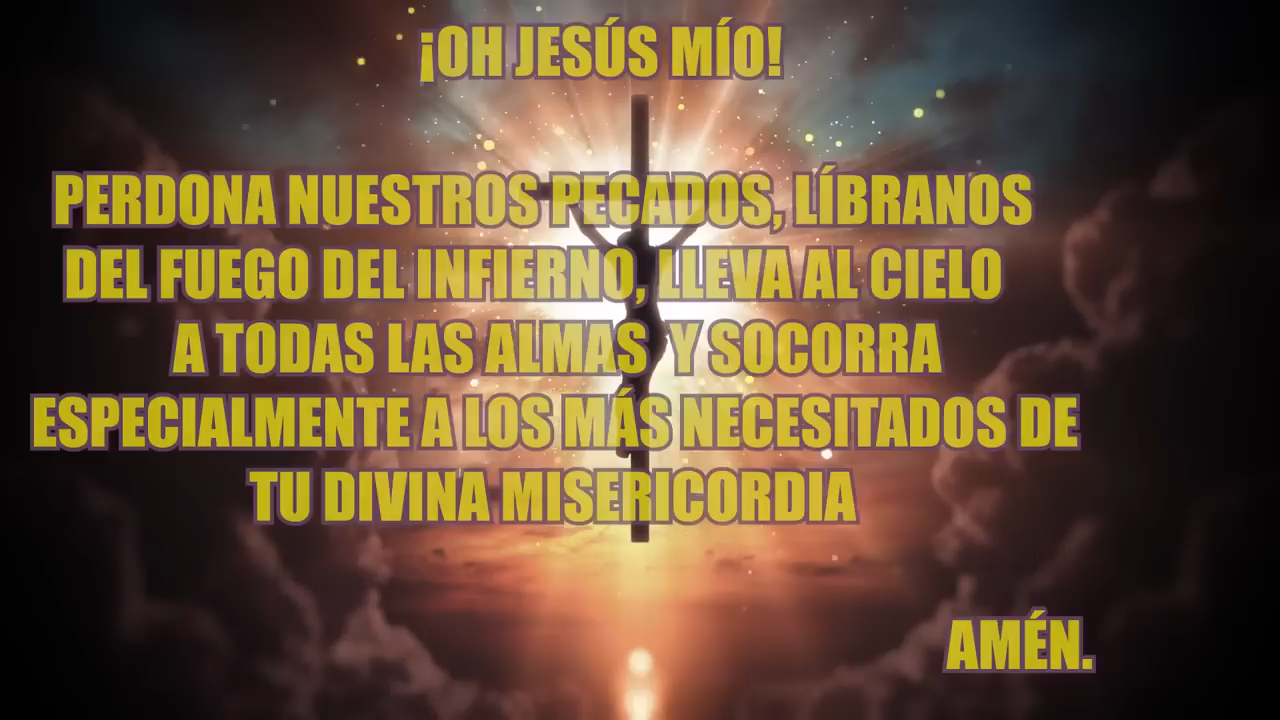 ¡OH JESÚS MÍO!
PERDONA NUESTROS PECADOS, LÍBRANOS
DEL FUEGO DEL INFIERNO, LLEVA AL CIELO
A TODAS LAS ALMAS Y SOCORRA
ESPECIALMENTE A LOS MÁS NECESITADOS DE
TU DIVINA MISERICORDIA
AMÉN.